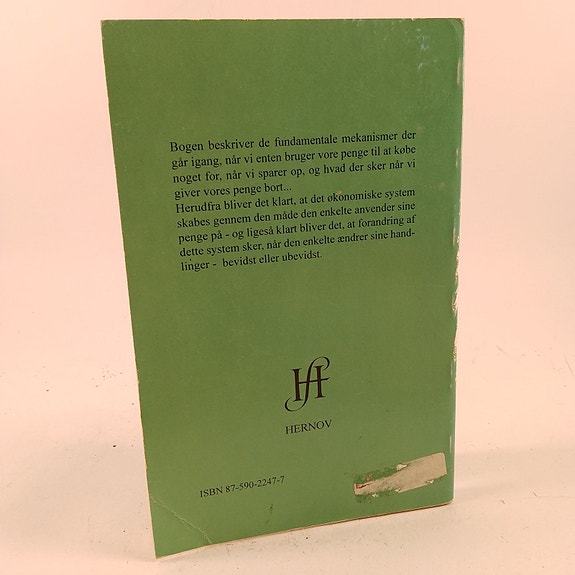 Bogen beskriver de fundamentale mekanismer der
går igang, når vi enten bruger vore penge til at købe
noget for, når vi sparer op, og hvad der sker når vi
giver vores penge bort...
Herudfra bliver det klart, at det økonomiske system
skabes gennem den måde den enkelte anvender sine
penge på - og ligeså klart bliver det, at forandring af
dette system sker, når den enkelte ændrer sine hand-
linger - bevidst eller ubevidst.
HH
HERNOV
ISBN 87-590-2247-7